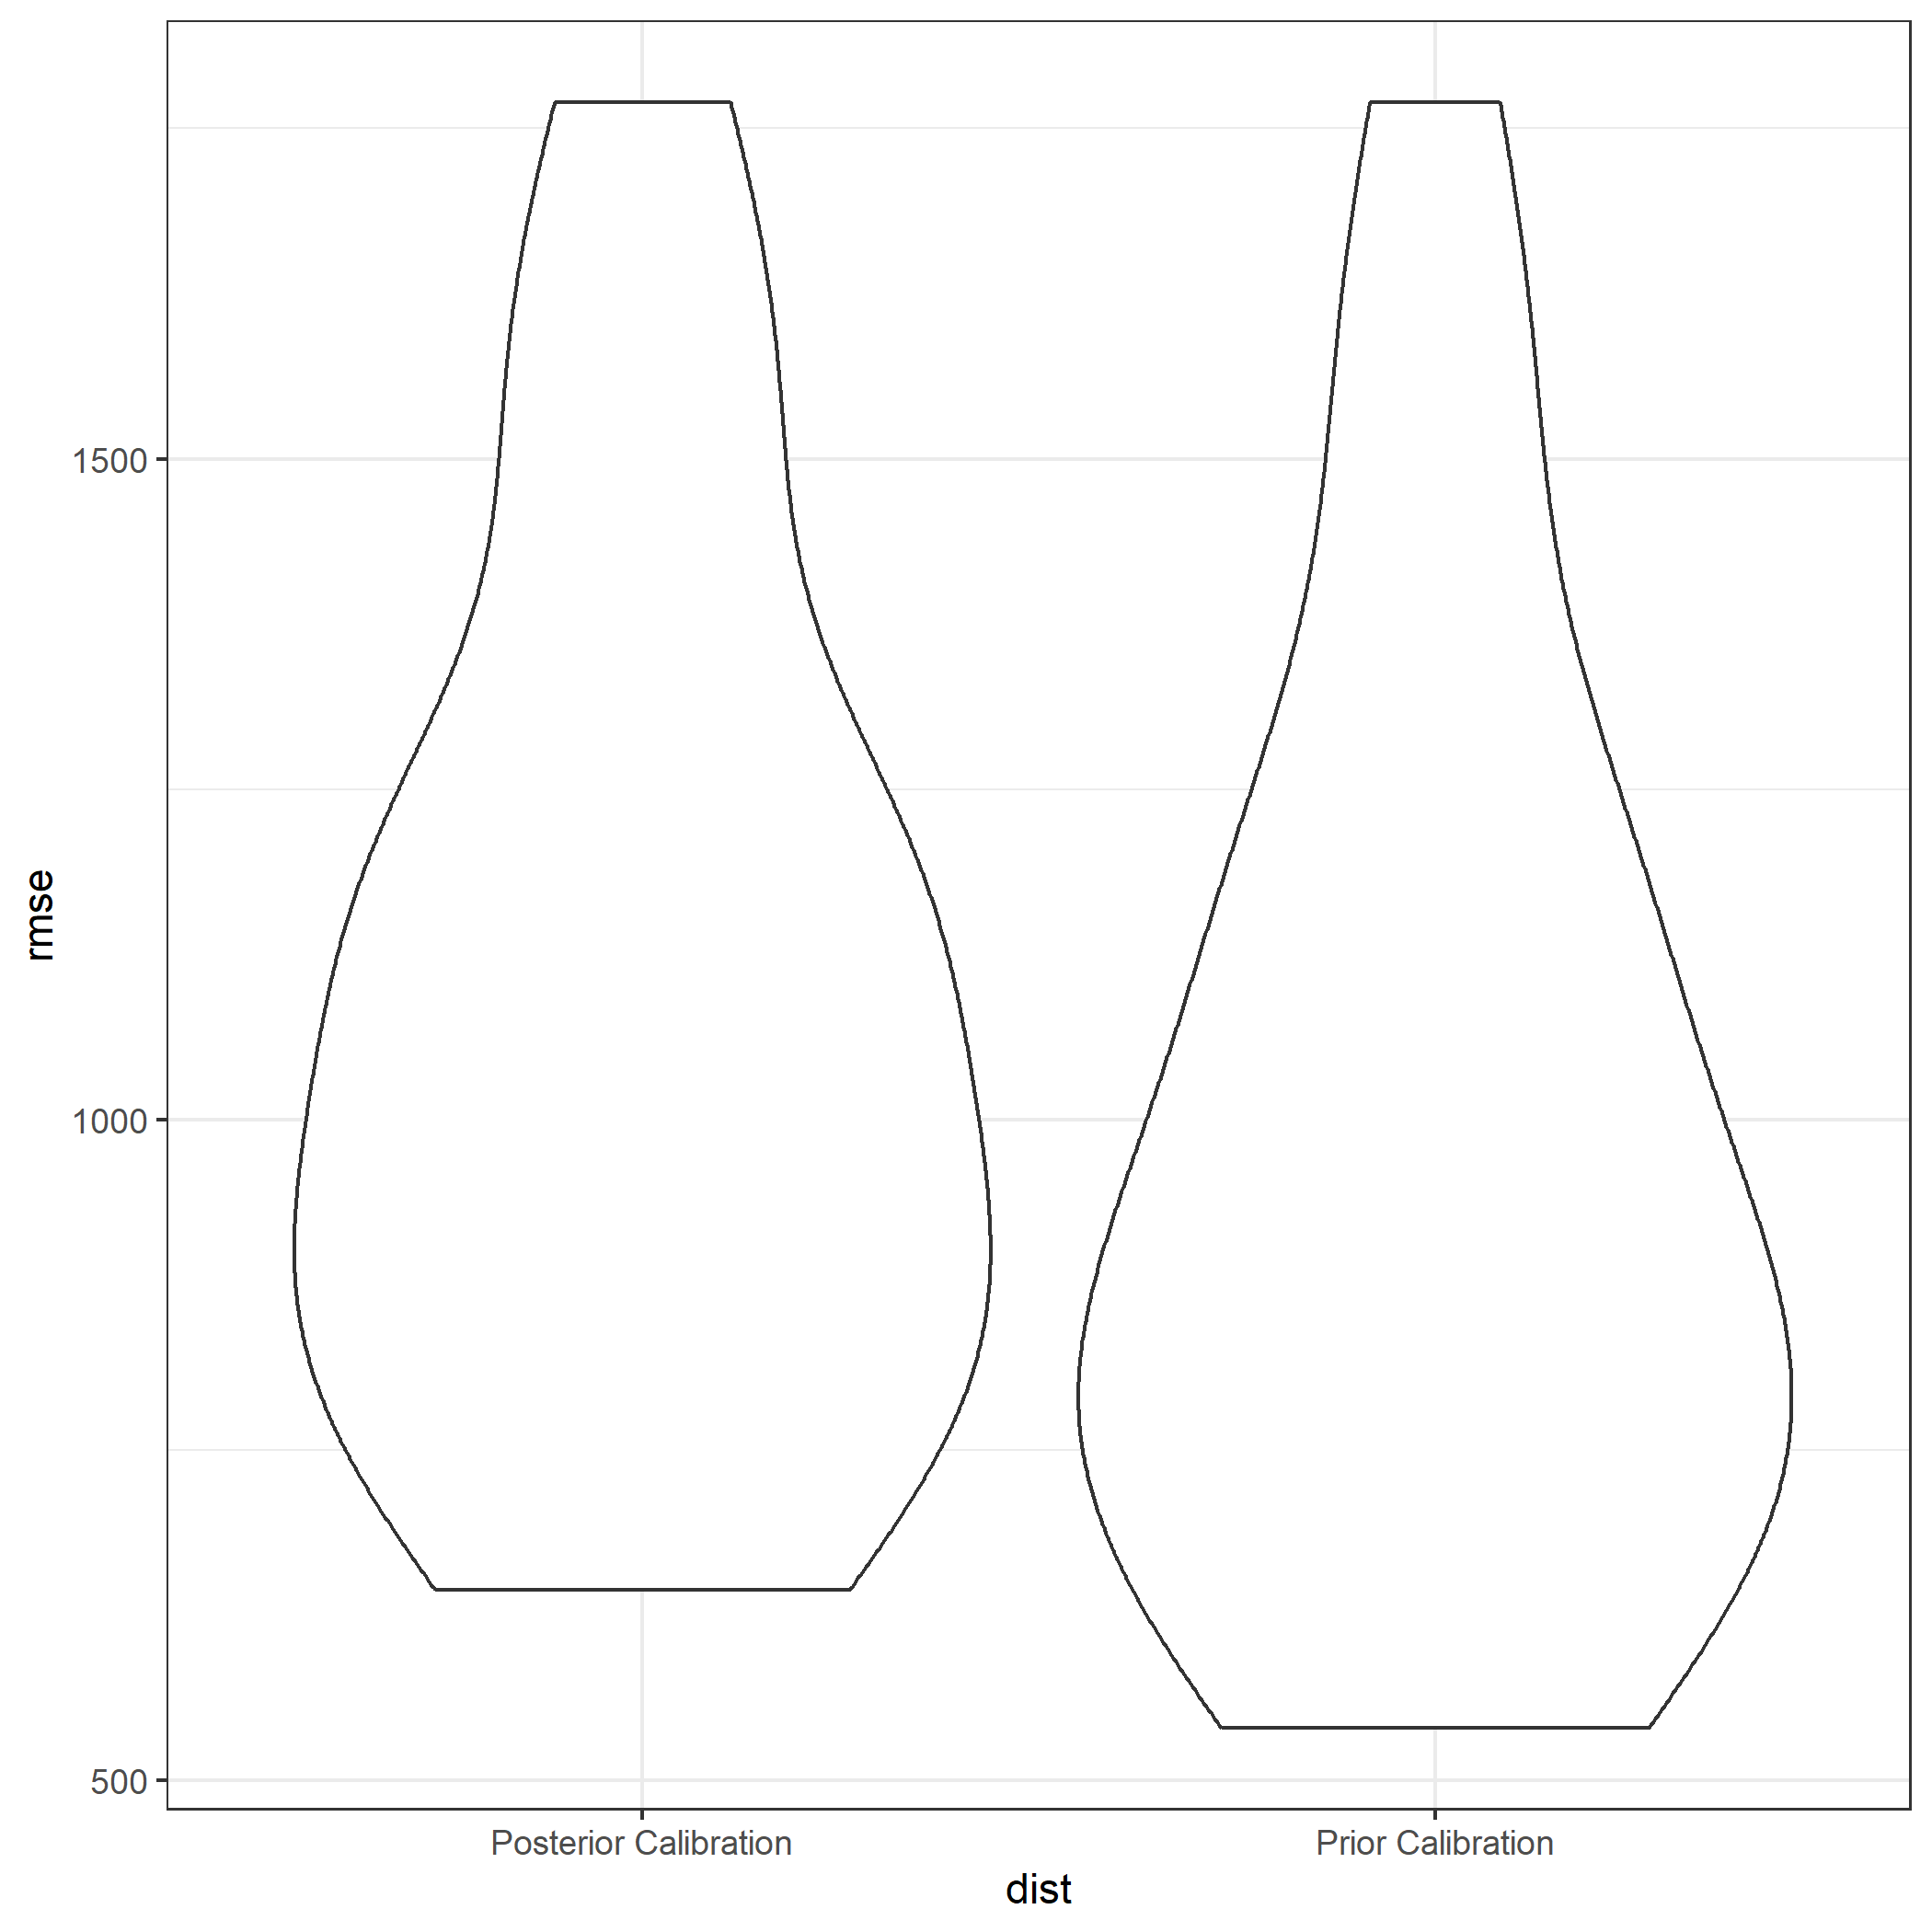 rmse
1500
1000
500
Posterior Calibration
Prior Calibration
dist